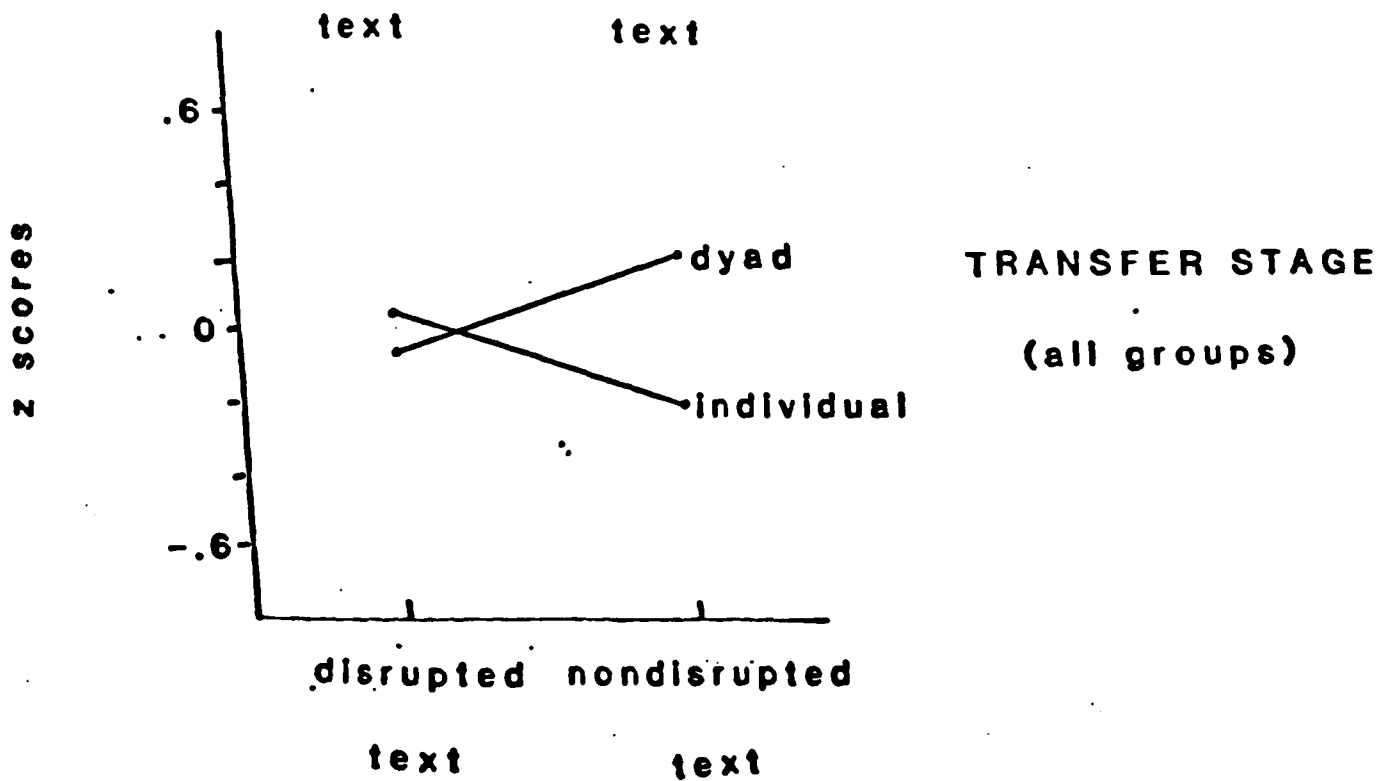 text text
.6
dyad
TRANSFER STAGE
z scores
0
(all groups)
individual
-.6
disrupted nondisrupted
text text